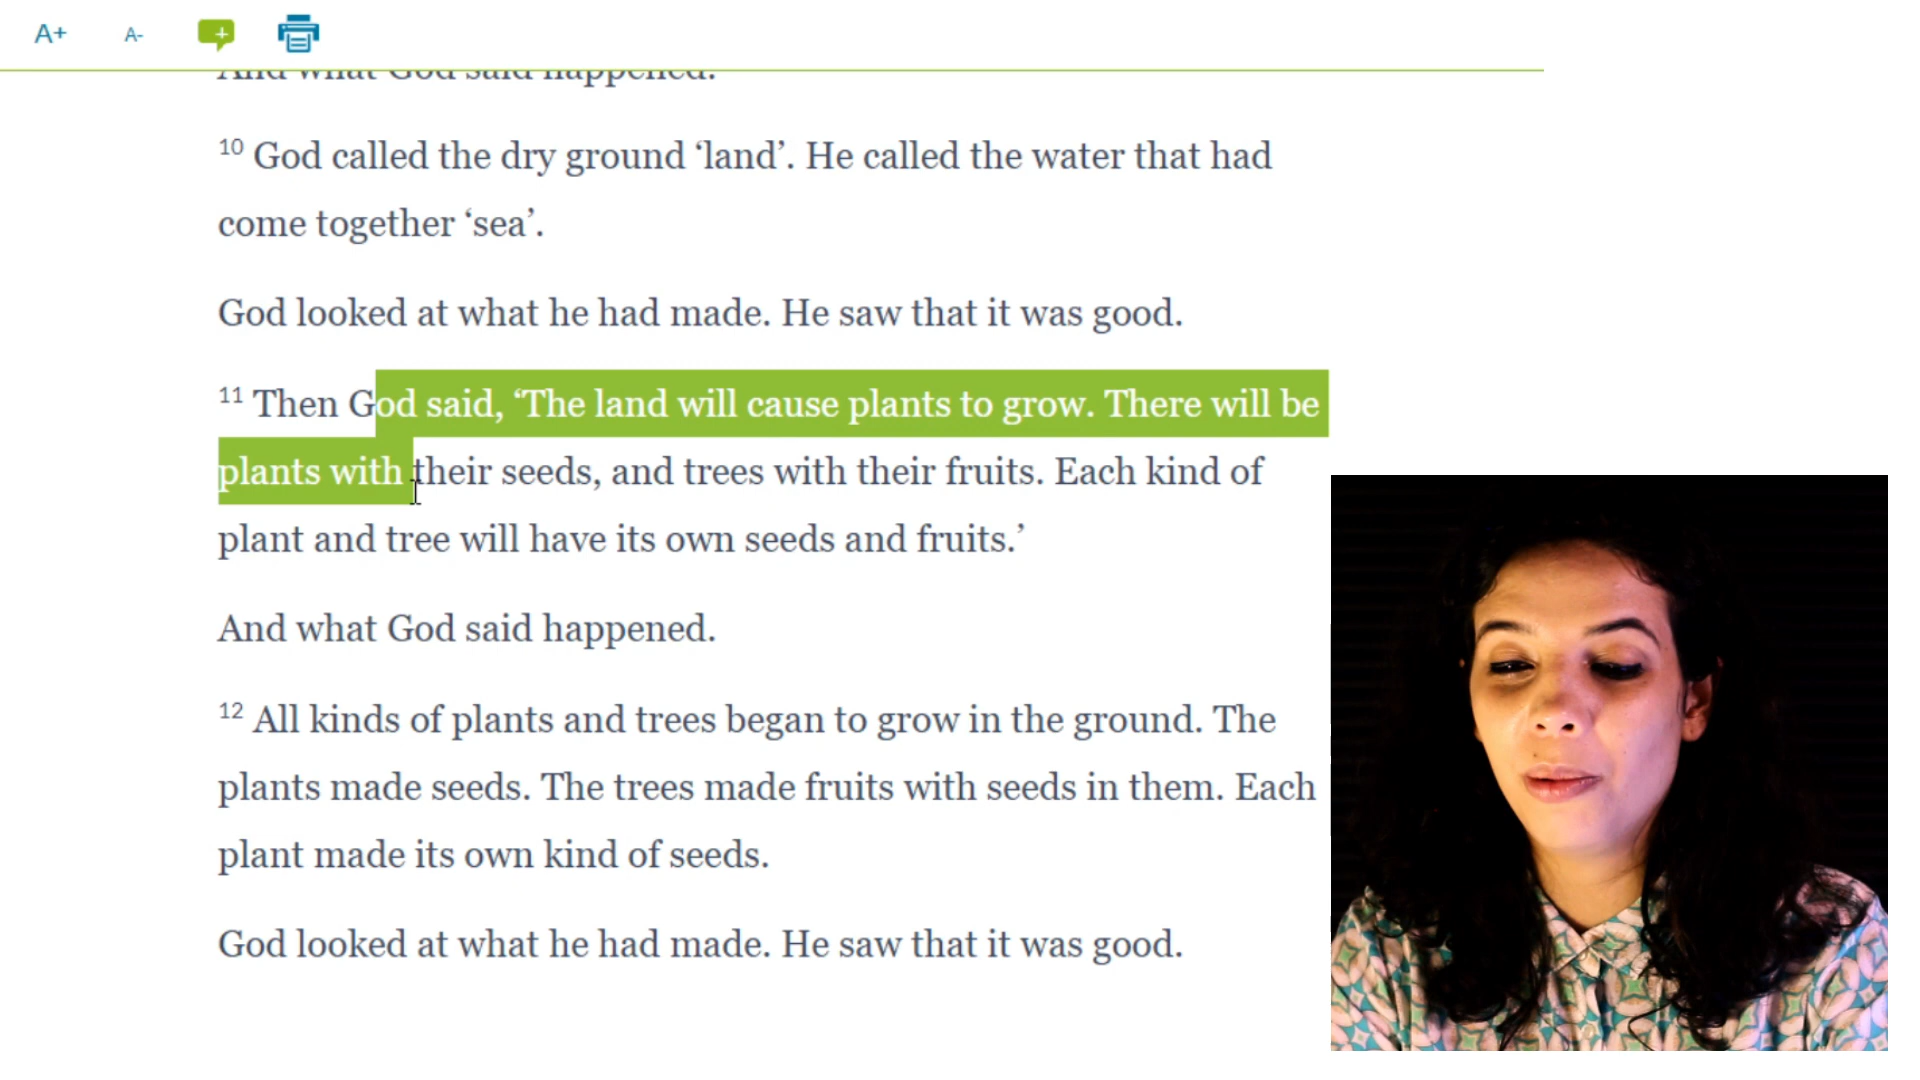 A+ A-
And what God said happened.
10 God called the dry ground ‘land’. He called the water that had
come together ‘sea’.
God looked at what he had made. He saw that it was good.
11 Then God said, ‘The land will cause plants to grow. There will be
plants with their seeds, and trees with their fruits. Each kind of
plant and tree will have its own seeds and fruits.’
And what God said happened.
12 All kinds of plants and trees began to grow in the ground. The
plants made seeds. The trees made fruits with seeds in them. Each
plant made its own kind of seeds.
God looked at what he had made. He saw that it was good.